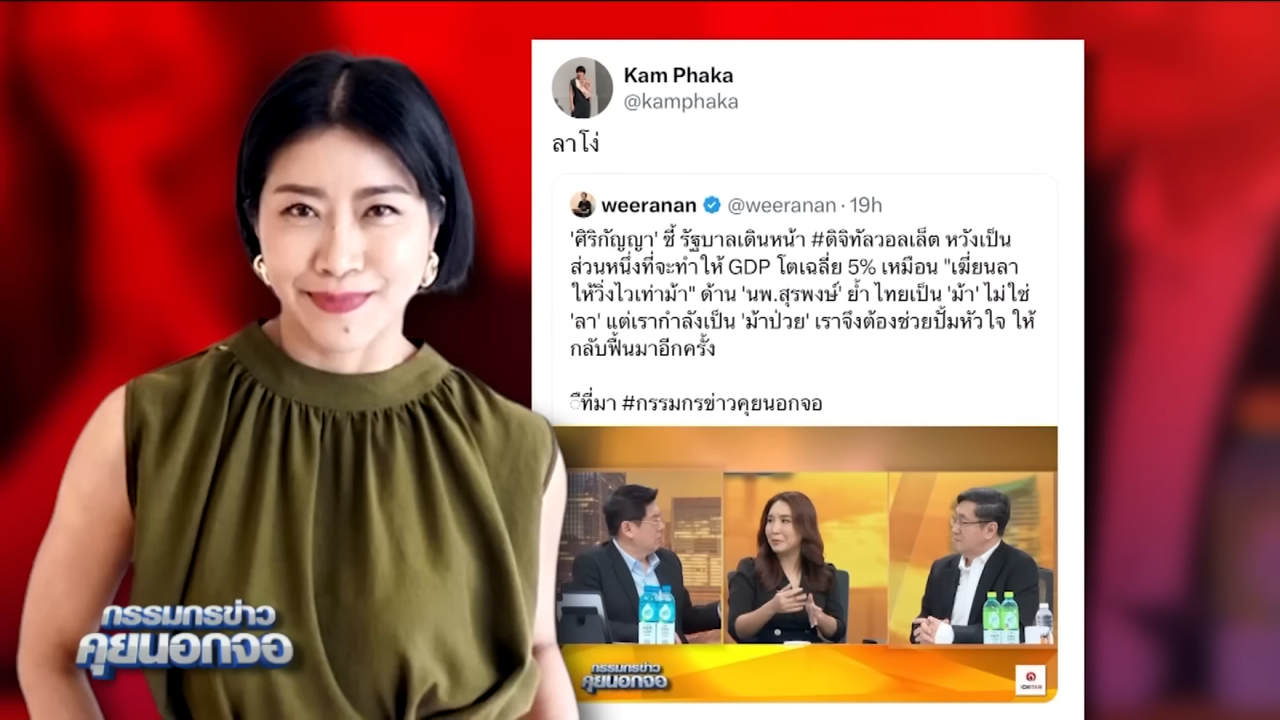 Kam Phaka
@kamphaka
ลาโง่
weeranan @weeranan · 19h
'ศิริกัญญา' ชี้ รัฐบาลเดินหน้า #ดิจิทัลวอลเล็ต หวังเป็น
ส่วนหนึ่งที่จะทำให้ GDP โตเฉลี่ย 5% เหมือน "เฆี่ยนลา
ให้วิ่งไวเท่าม้า" ด้าน 'นพ.สุรพงษ์' ย้ำ ไทยเป็น 'ม้า' ไม่ใช่
'ลา' แต่เรากำลังเป็น 'ม้าป่วย' เราจึงต้องช่วยปั้มหัวใจ ให้
กลับฟื้นมาอีกครั้ง
ืที่มา #กรรมกรข่าวคุยนอกจอ
กรรมกรข่าว
คุยนอกจอ
กรรมกรข่าว
คุยนอกจอ
ICHITAN